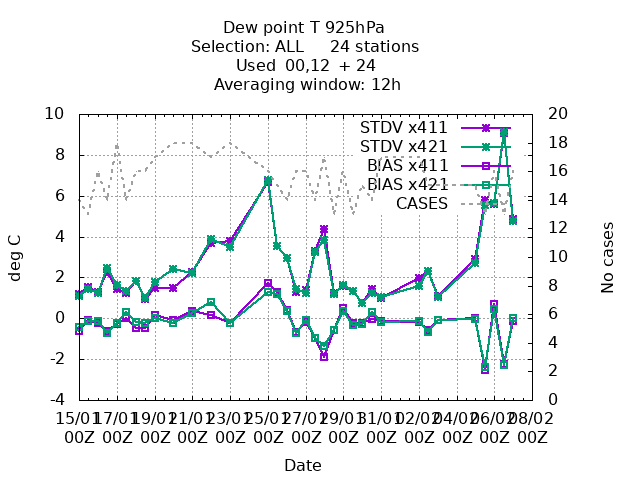 Dew point T 925hPa
Selection: ALL     24 stations
Used  00,12  + 24
Averaging window: 12h
10 20
8 18
6 16
4 14
2 12
0 10
-2 8
-4 6
4
2
0
STDV x411
STDV x421
BIAS x411
BIAS x421
CASES
deg C
No cases
15/01 17/01 19/01 21/01 23/01 25/01 27/01 29/01 31/01 02/02 04/02 06/02 08/02
00Z 00Z 00Z 00Z 00Z 00Z 00Z 00Z 00Z 00Z 00Z 00Z 00Z
Date